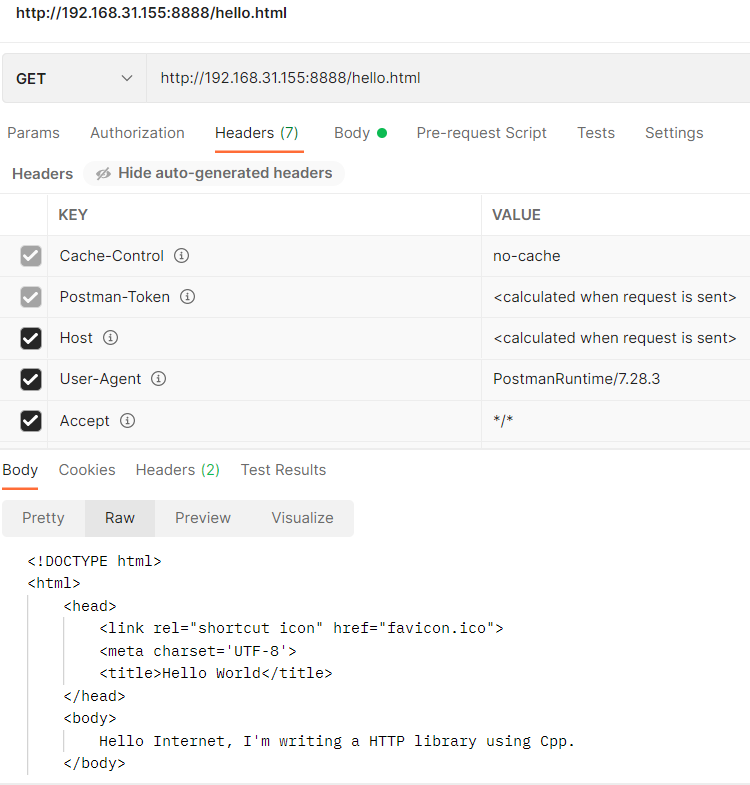 http://192.168.31.155:8888/hello.html
GET http://192.168.31.155:8888/hello.html
Params Authorization Headers (7) Body Pre-request Script Tests Settings
Headers Hide auto-generated headers
KEY VALUE
Cache-Control no-cache
Postman-Token <calculated when request is sent>
Host <calculated when request is sent>
User-Agent PostmanRuntime/7.28.3
Accept */*
Body Cookies Headers (2) Test Results
Pretty Raw Preview Visualize
<!DOCTYPE html>
<html>
<head>
<link rel="shortcut icon" href="favicon.ico">
<meta charset='UTF-8'>
<title>Hello World</title>
</head>
<body>
Hello Internet, I'm writing a HTTP library using Cpp.
</body>